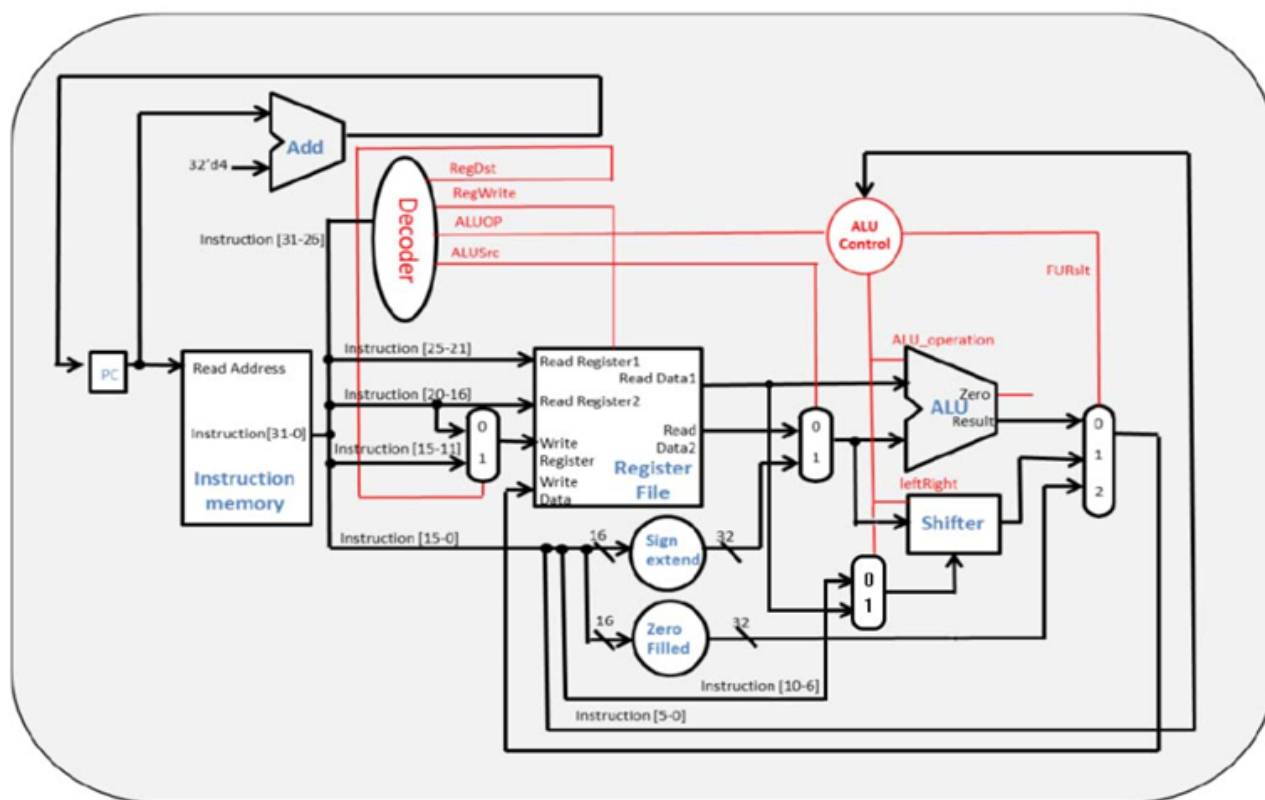 Add
32'd4
RegDst
RegWrite
ALUOP
ALUSrc
Decoder
Instruction [31-26]
ALU
Control
FURslt
PC
Read Address
Instruction[31-0]
Instruction
memory
Instruction [25-21]
Instruction [20-16]
Instruction [15-11]
0
1
Read Register1
Read Data1
Read Register2
Read
Data2
Write
Register
Write
Data
Register
File
0
1
ALU_operation
Zero
ALU
Result
0
1
2
leftRight
Shifter
Instruction [15-0]
16
Sign
extend
32
0
1
16
Zero
Filled
32
Instruction [10-6]
Instruction [5-0]